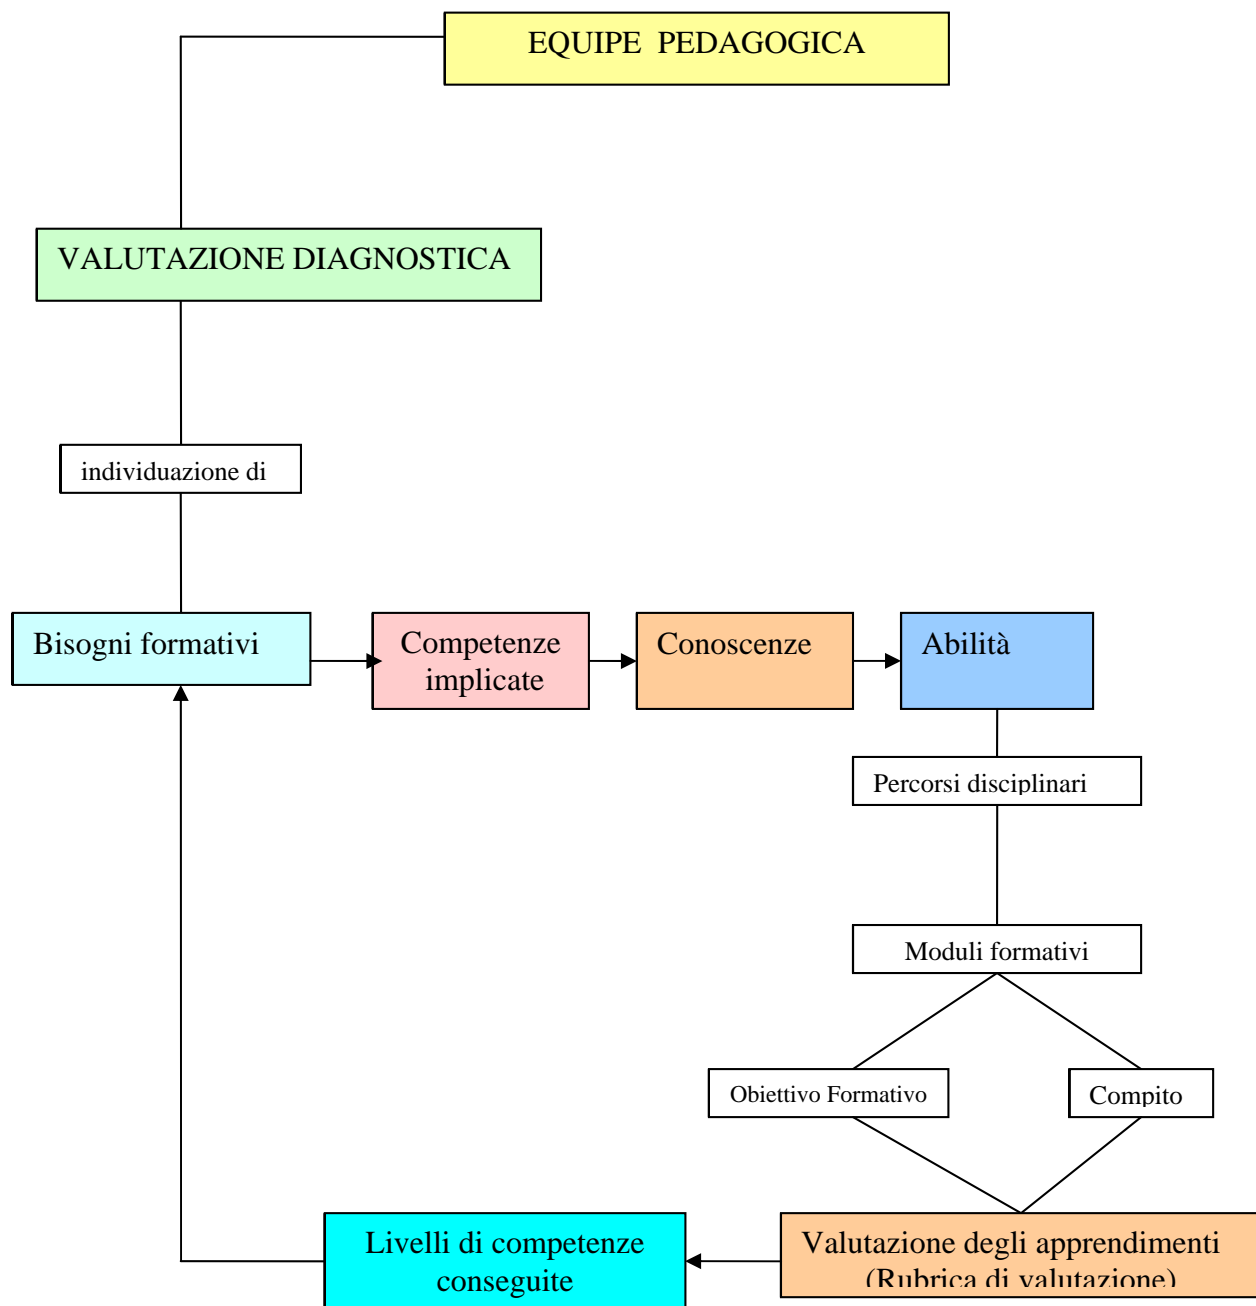 EQUIPE PEDAGOGICA
VALUTAZIONE DIAGNOSTICA
individuazione di
Bisogni formativi
Competenze
implicate
Conoscenze
Abilità
Percorsi disciplinari
Moduli formativi
Obiettivo Formativo
Compito
Livelli di competenze
conseguite
Valutazione degli apprendimenti
(Rubrica di valutazione)